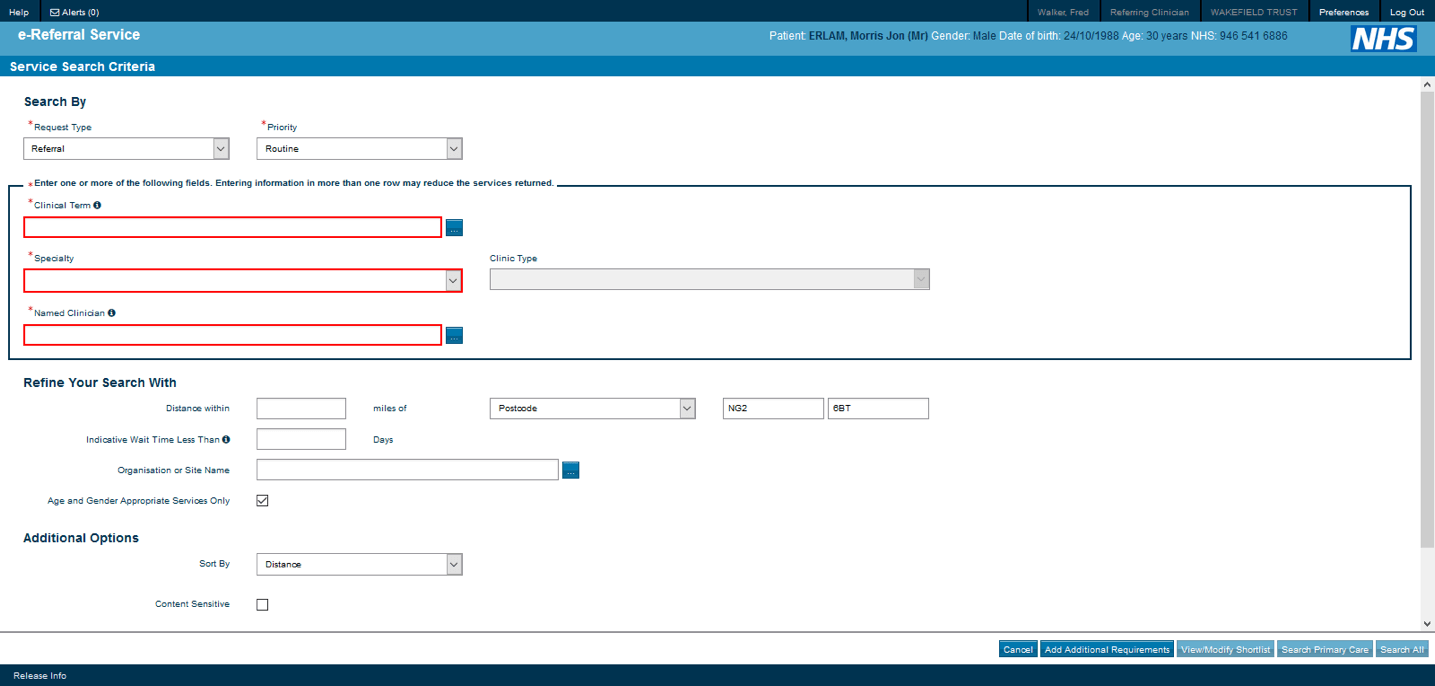 Help Alerts (0) Walker, Fred Referring Clinician WAKEFIELD TRUST Preferences Log Out
e-Referral Service Patient: ERLAM, Morris Jon (Mr) Gender: Male Date of birth: 24/10/1988 Age: 30 years NHS: 946 541 6886 NHS
Service Search Criteria
Search By
*Request Type *Priority
Referral Routine
*Enter one or more of the following fields. Entering information in more than one row may reduce the services returned.
*Clinical Term
...
*Specialty Clinic Type
*Named Clinician
...
Refine Your Search With
Distance within miles of Postcode NG2 6BT
Indicative Wait Time Less Than Days
Organisation or Site Name ...
Age and Gender Appropriate Services Only
Additional Options
Sort By Distance
Content Sensitive
Cancel Add Additional Requirements View/Modify Shortlist Search Primary Care Search All
Release Info